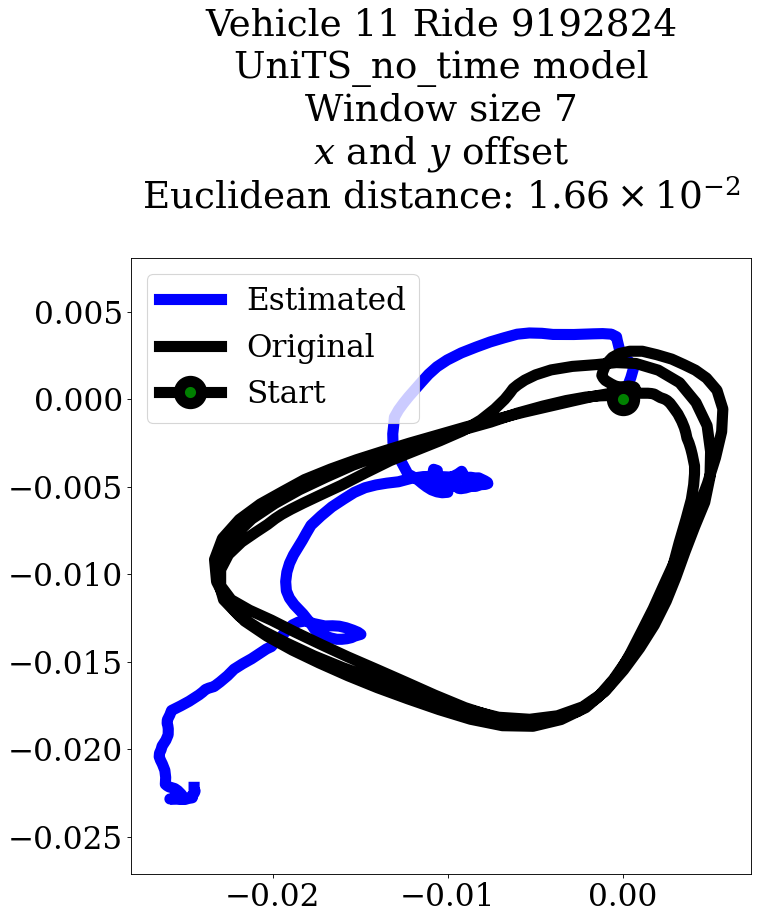 Vehicle 11 Ride 9192824
UniTS_no_time model
Window size 7
x and y offset
Euclidean distance: 1.66 × 10⁻²
Estimated
Original
Start
0.005
0.000
−0.005
−0.010
−0.015
−0.020
−0.025
−0.02 −0.01 0.00